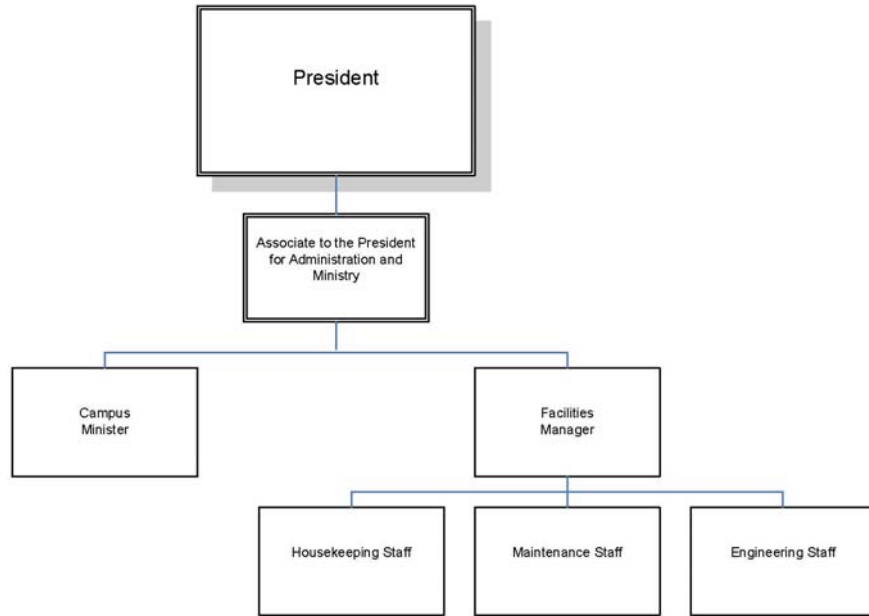 President
Associate to the President
for Administration and
Ministry
Campus
Minister
Facilities
Manager
Housekeeping Staff
Maintenance Staff
Engineering Staff